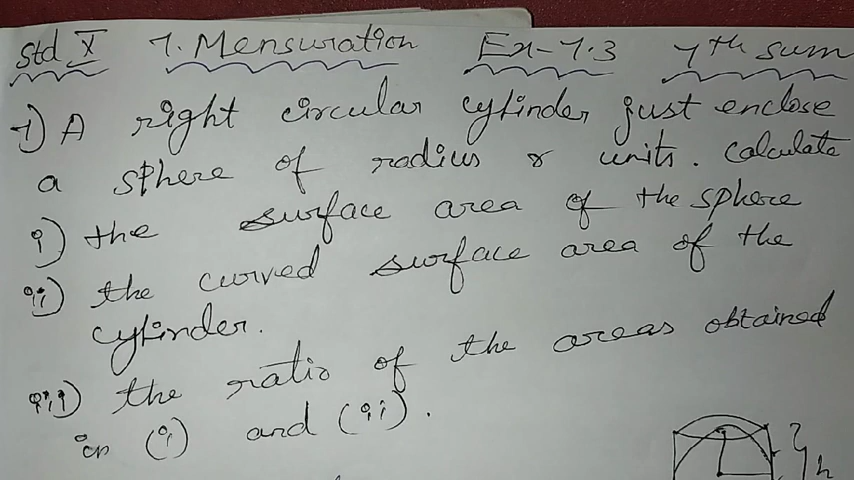 Std X 7. Mensuration Ex-7.3 7th sum
7) A right circular cylinder just enclose
a sphere of radius r units. Calculate
i) the surface area of the sphere
ii) the curved surface area of the
cylinder.
iii) the ratio of the areas obtained
in (i) and (ii).
h